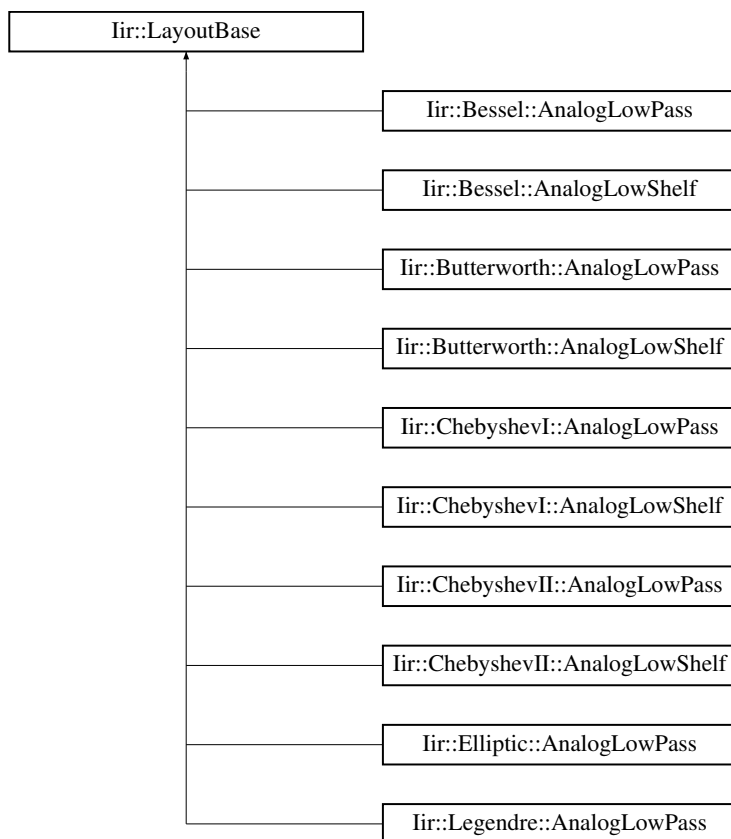 Iir::LayoutBase
Iir::Bessel::AnalogLowPass
Iir::Bessel::AnalogLowShelf
Iir::Butterworth::AnalogLowPass
Iir::Butterworth::AnalogLowShelf
Iir::ChebyshevI::AnalogLowPass
Iir::ChebyshevI::AnalogLowShelf
Iir::ChebyshevII::AnalogLowPass
Iir::ChebyshevII::AnalogLowShelf
Iir::Elliptic::AnalogLowPass
Iir::Legendre::AnalogLowPass